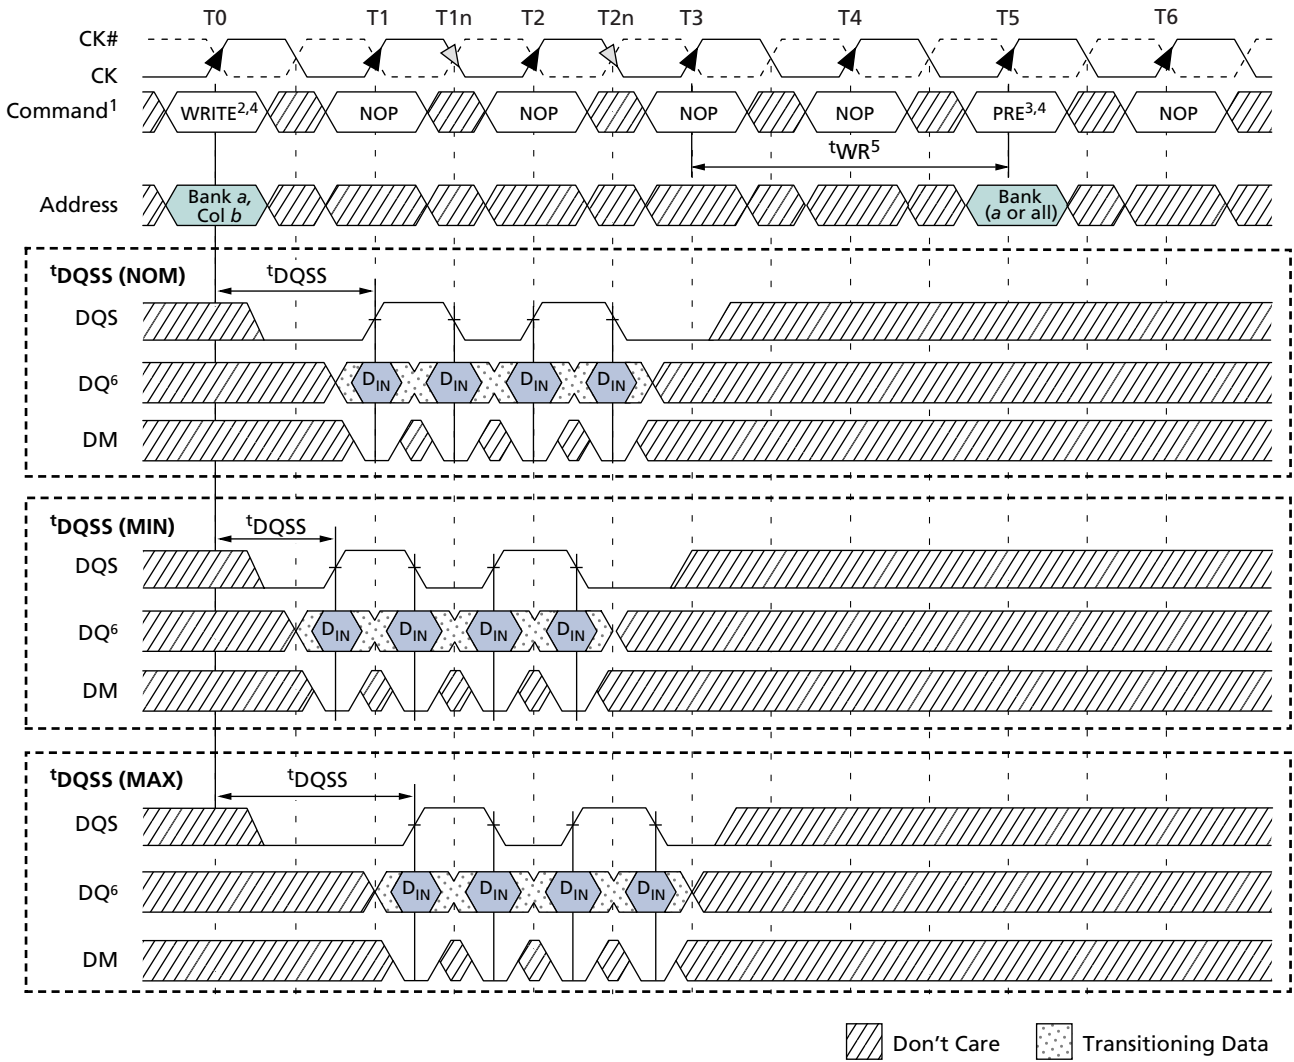 T0 T1 T1n T2 T2n T3 T4 T5 T6
CK#
CK
Command1 WRITE2,4 NOP NOP NOP NOP PRE3,4 NOP
tWR5
Address Bank a, Col b Bank (a or all)
tDQSS (NOM) tDQSS
DQS
DQ6 DIN DIN DIN DIN
DM
tDQSS (MIN) tDQSS
DQS
DQ6 DIN DIN DIN DIN
DM
tDQSS (MAX) tDQSS
DQS
DQ6 DIN DIN DIN DIN
DM
Don't Care Transitioning Data